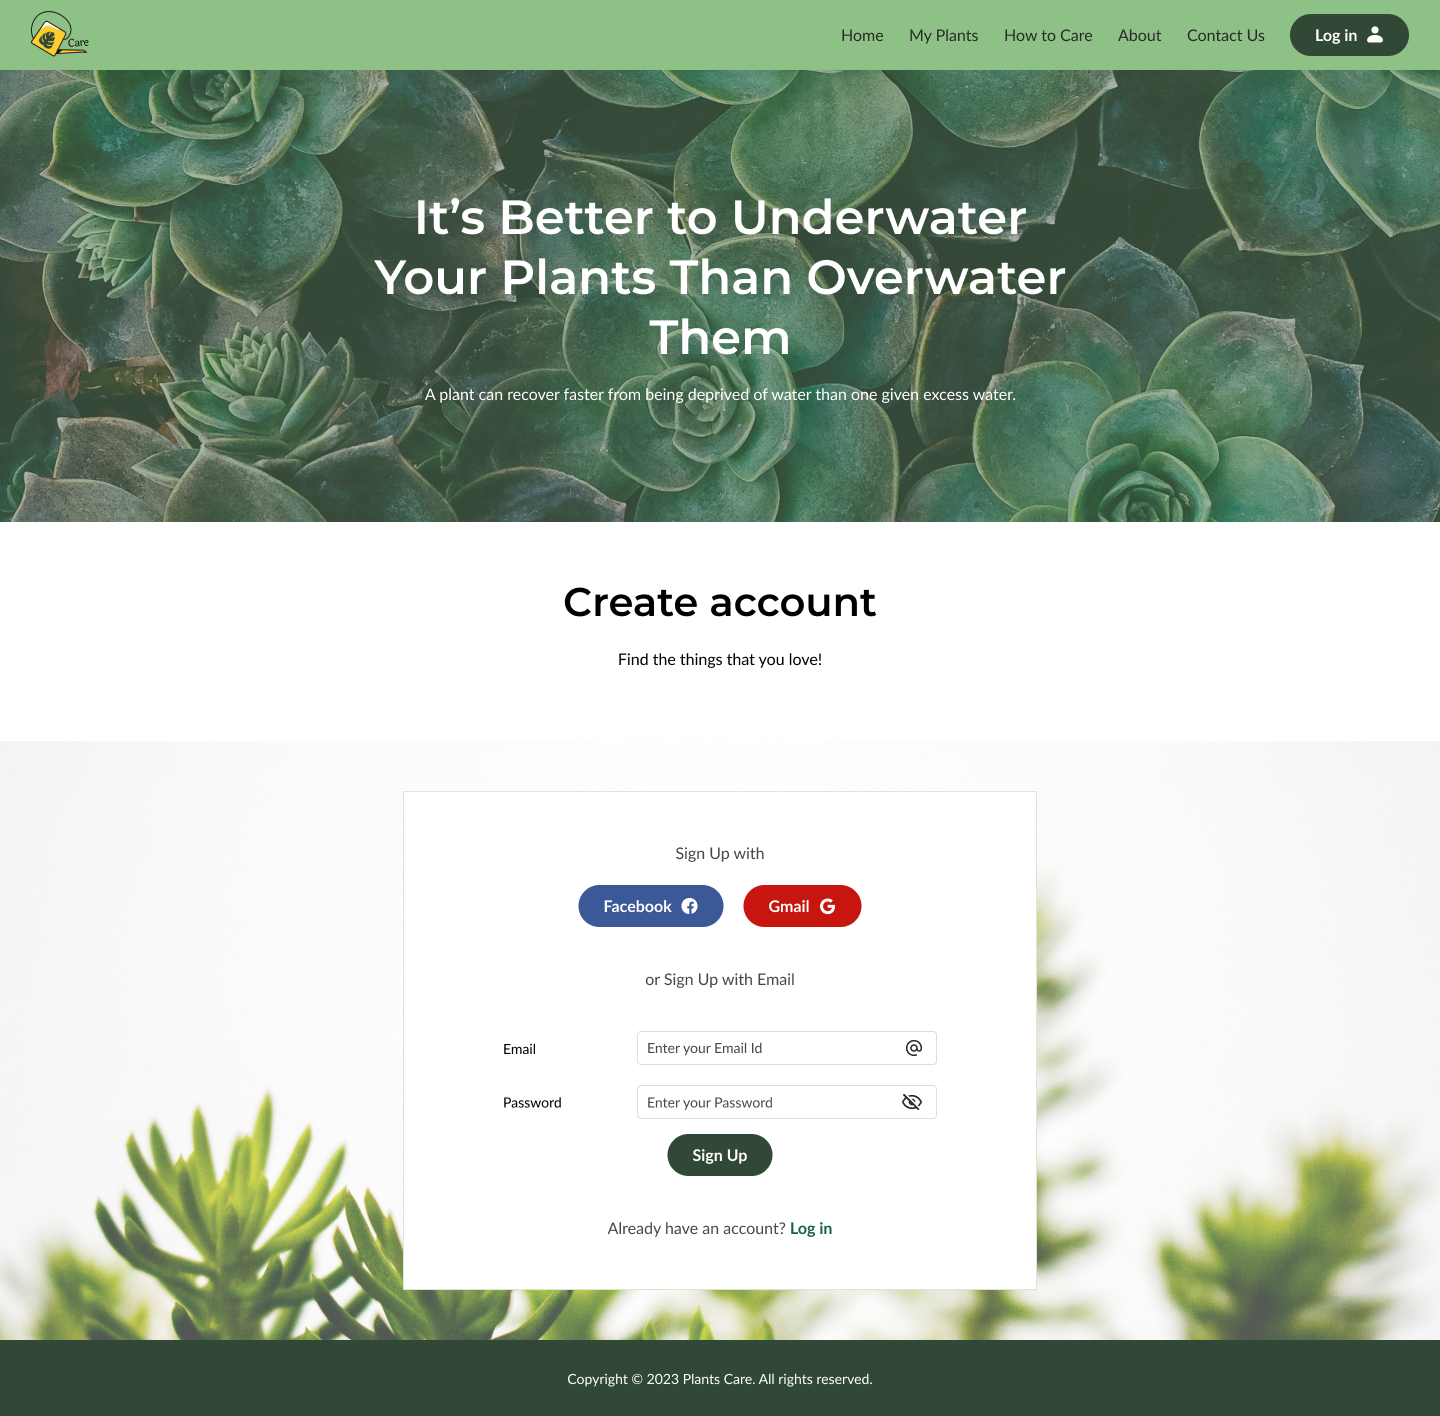 Care
Home
My Plants
How to Care
About
Contact Us
Log in
It’s Better to Underwater
Your Plants Than Overwater
Them
A plant can recover faster from being deprived of water than one given excess water.
Create account
Find the things that you love!
Sign Up with
Facebook
Gmail
or Sign Up with Email
Email
Enter your Email Id
Password
Enter your Password
Sign Up
Already have an account? Log in
Copyright © 2023 Plants Care. All rights reserved.